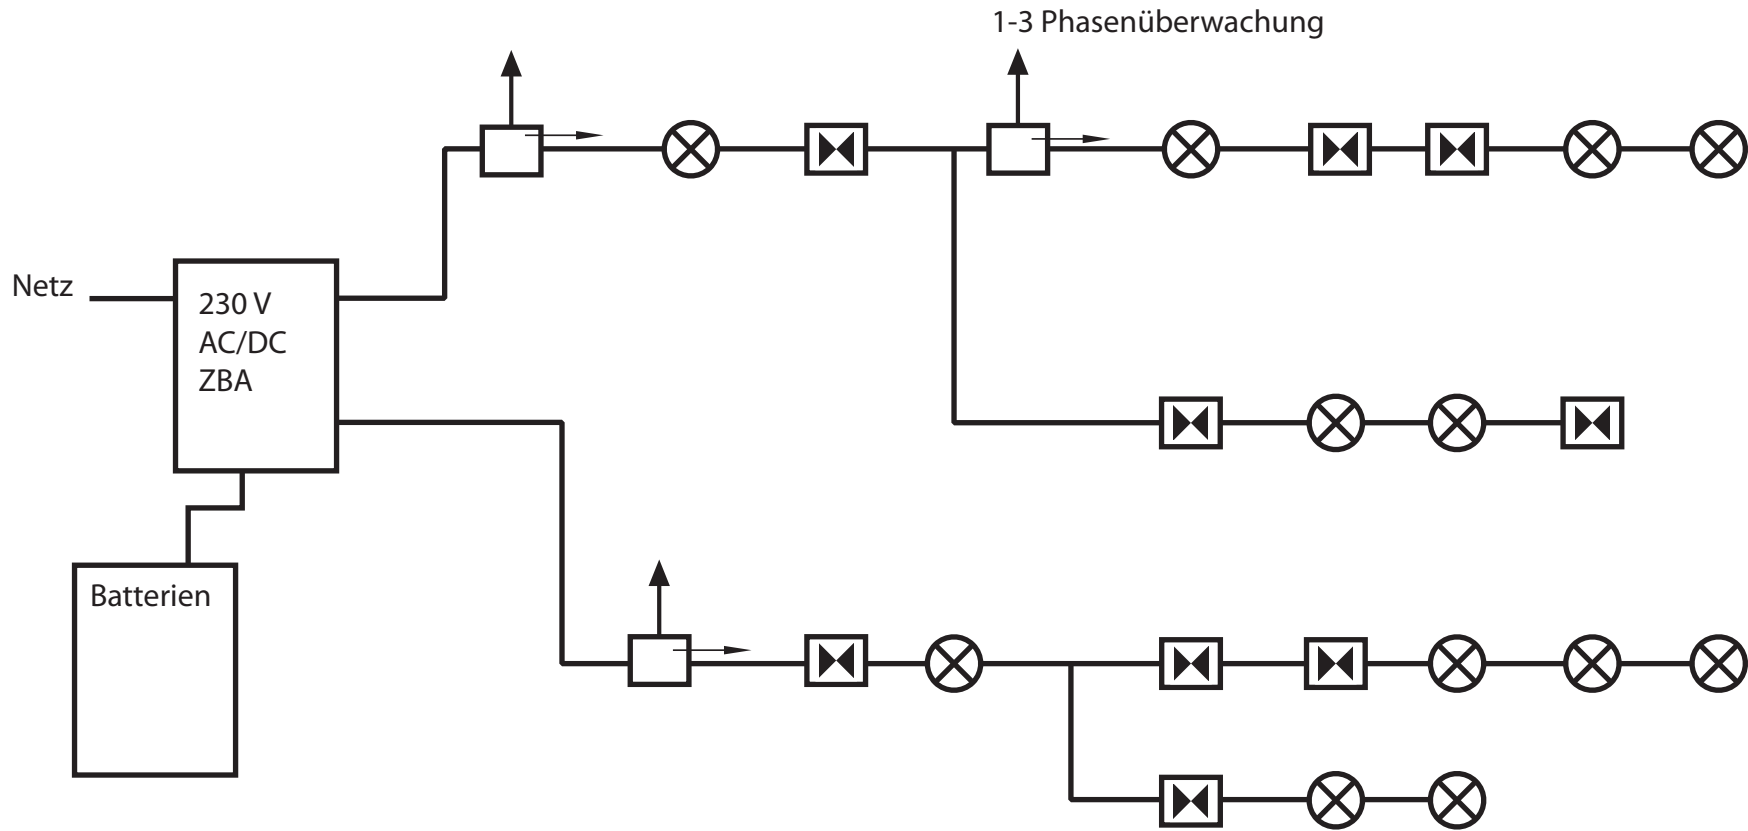 1-3 Phasenüberwachung
Netz
230 V
AC/DC
ZBA
Batterien